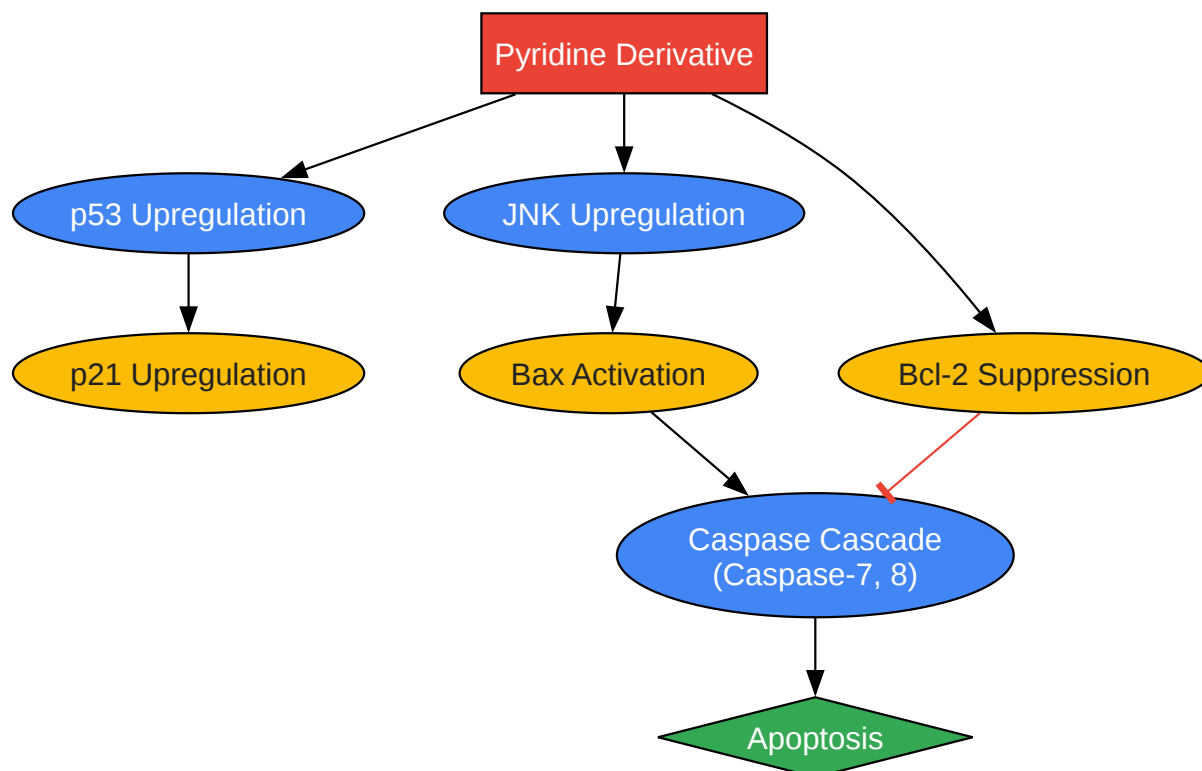 Pyridine Derivative
p53 Upregulation
JNK Upregulation
p21 Upregulation
Bax Activation
Bcl-2 Suppression
Caspase Cascade
(Caspase-7, 8)
Apoptosis